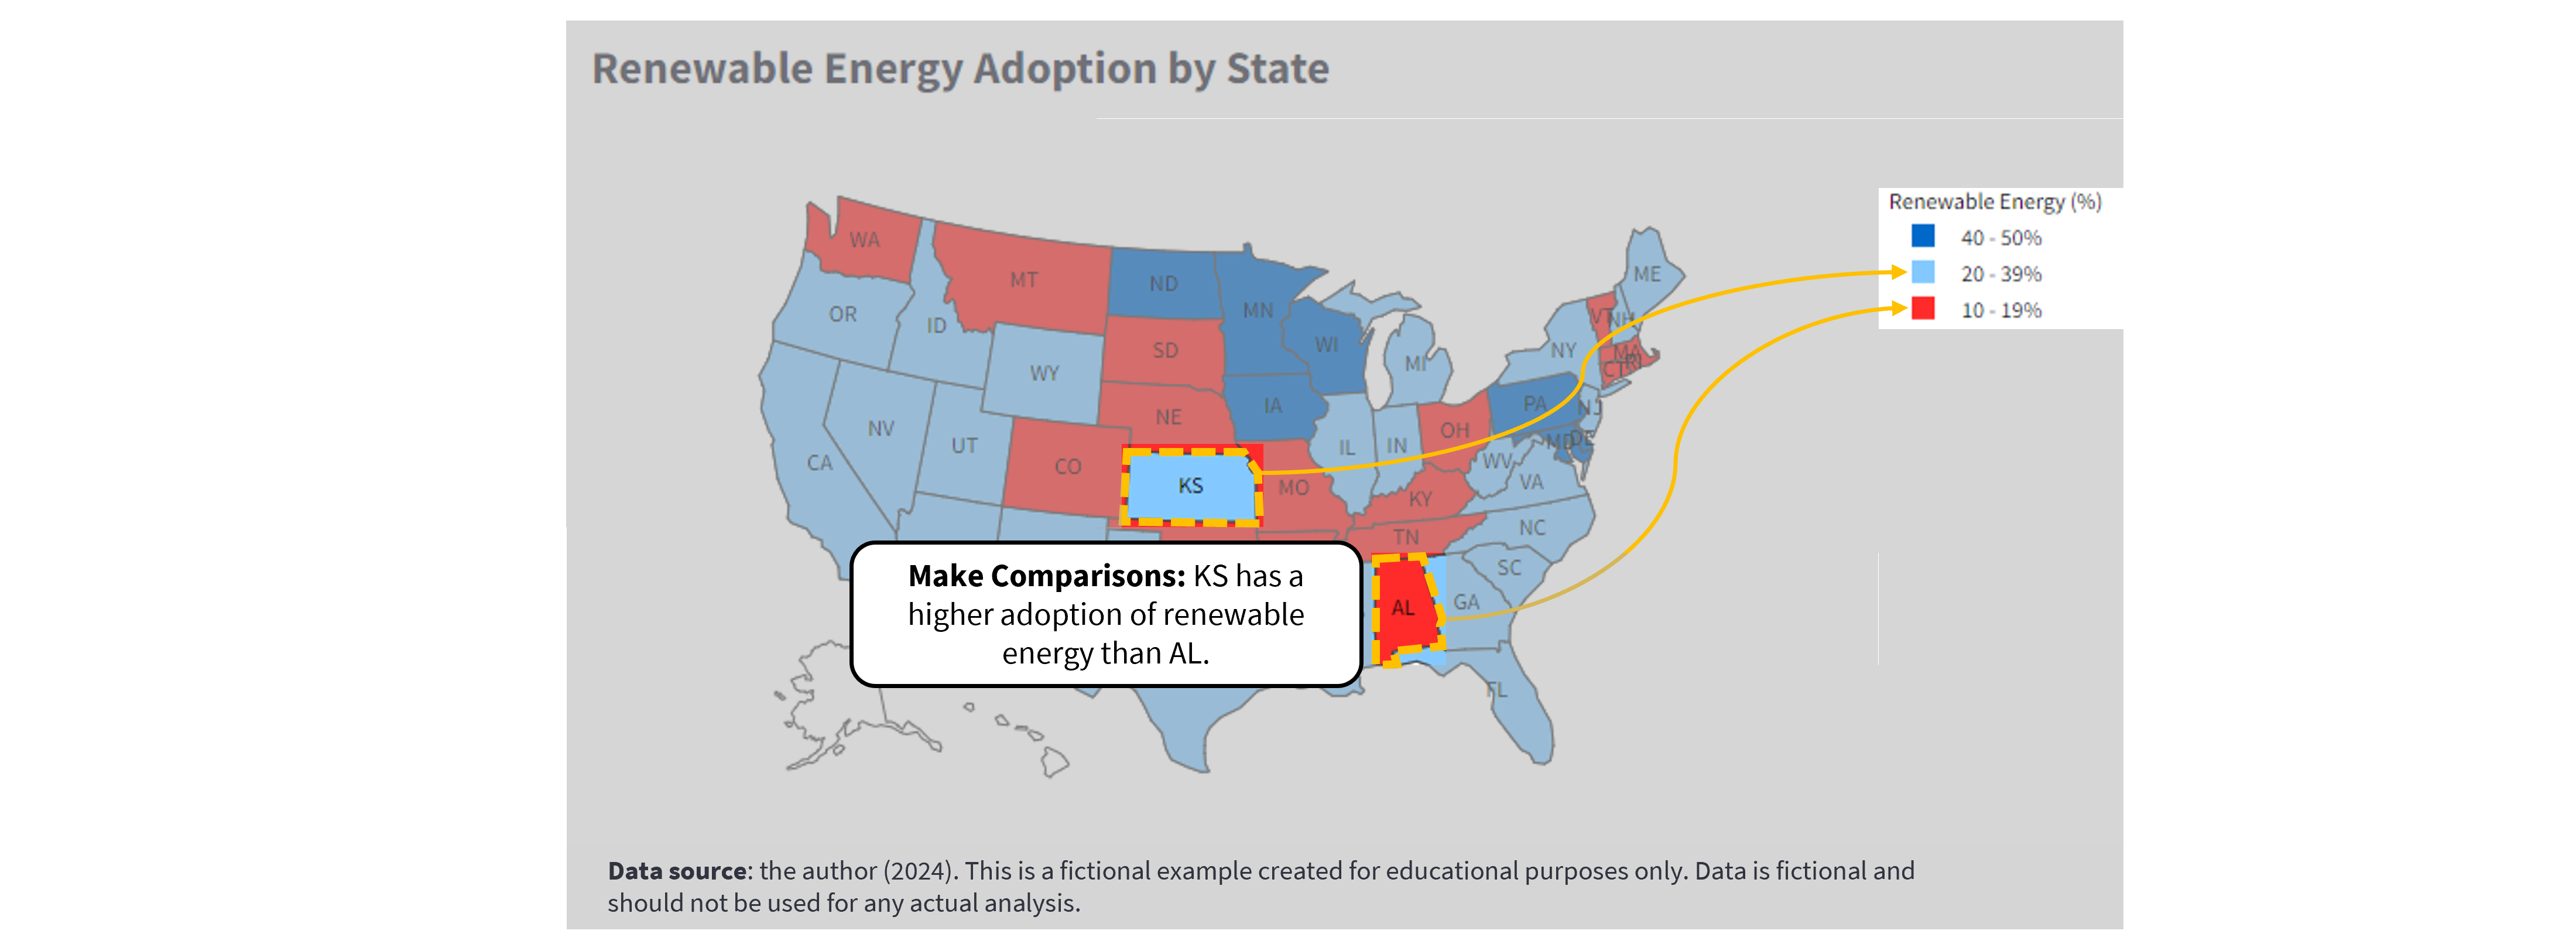 Renewable Energy Adoption by State
Renewable Energy (%)
40 - 50%
20 - 39%
10 - 19%
WA
MT
ND
MN
ME
OR
ID
SD
WI
VT
NH
WY
MI
NY
MA
CT
RI
NE
IA
PA
NJ
NV
UT
CO
KS
MO
IL
IN
OH
MD
DE
CA
WV
VA
KY
TN
NC
SC
AL
GA
FL
Make Comparisons: KS has a
higher adoption of renewable
energy than AL.
Data source: the author (2024). This is a fictional example created for educational purposes only. Data is fictional and
should not be used for any actual analysis.